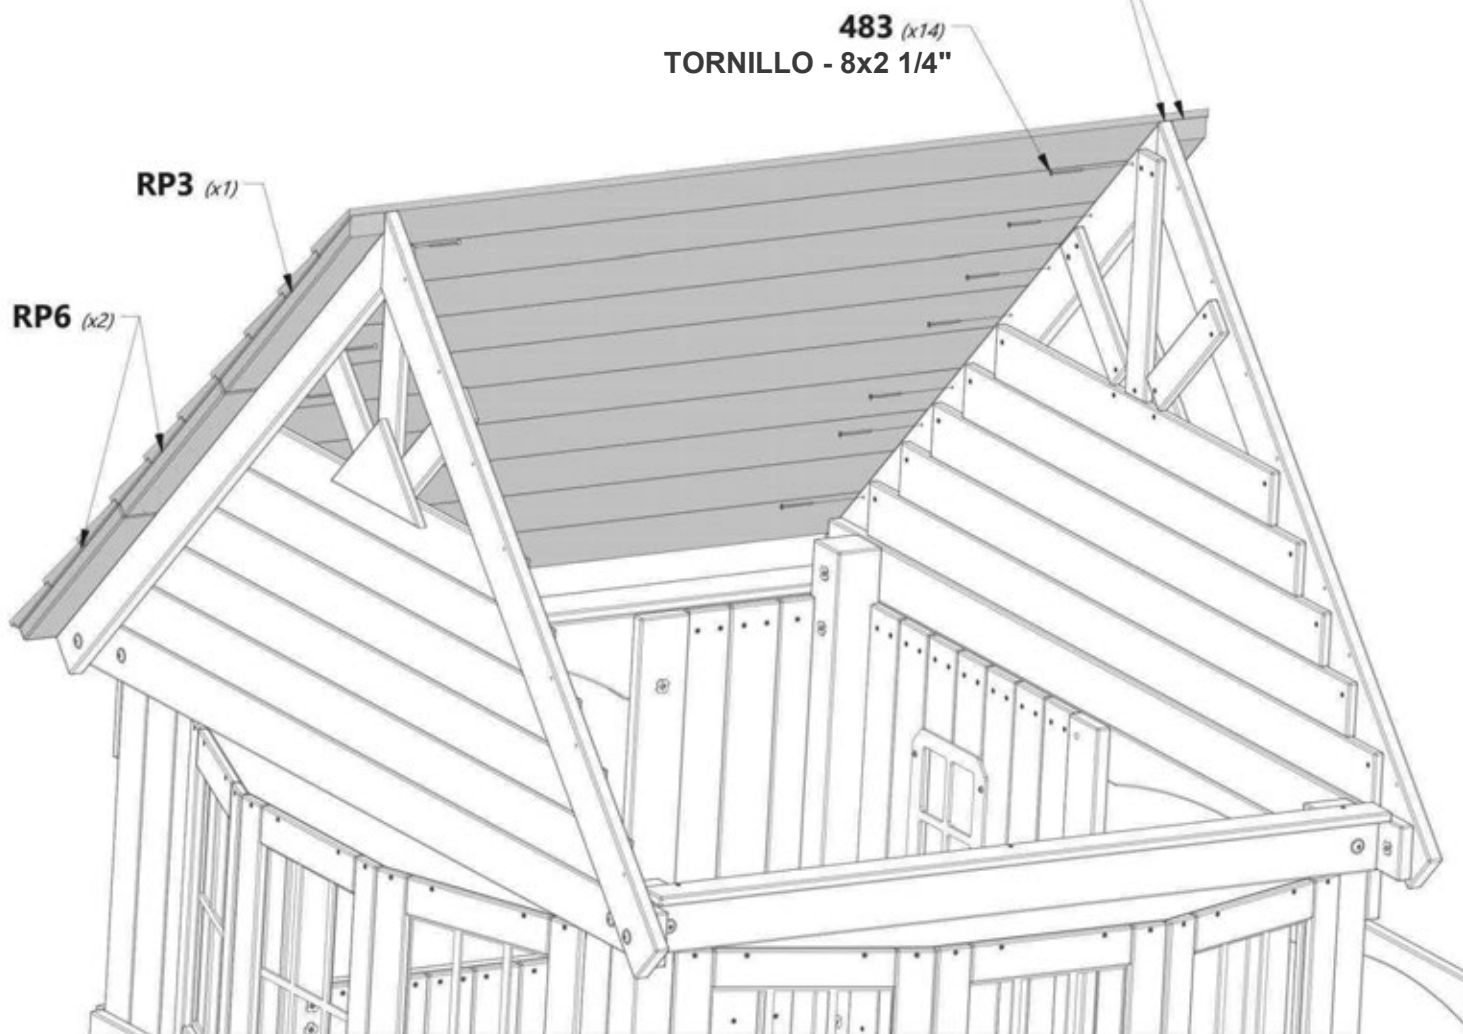 483 (x14)
TORNILLO - 8x2 1/4"
RP3 (x1)
RP6 (x2)